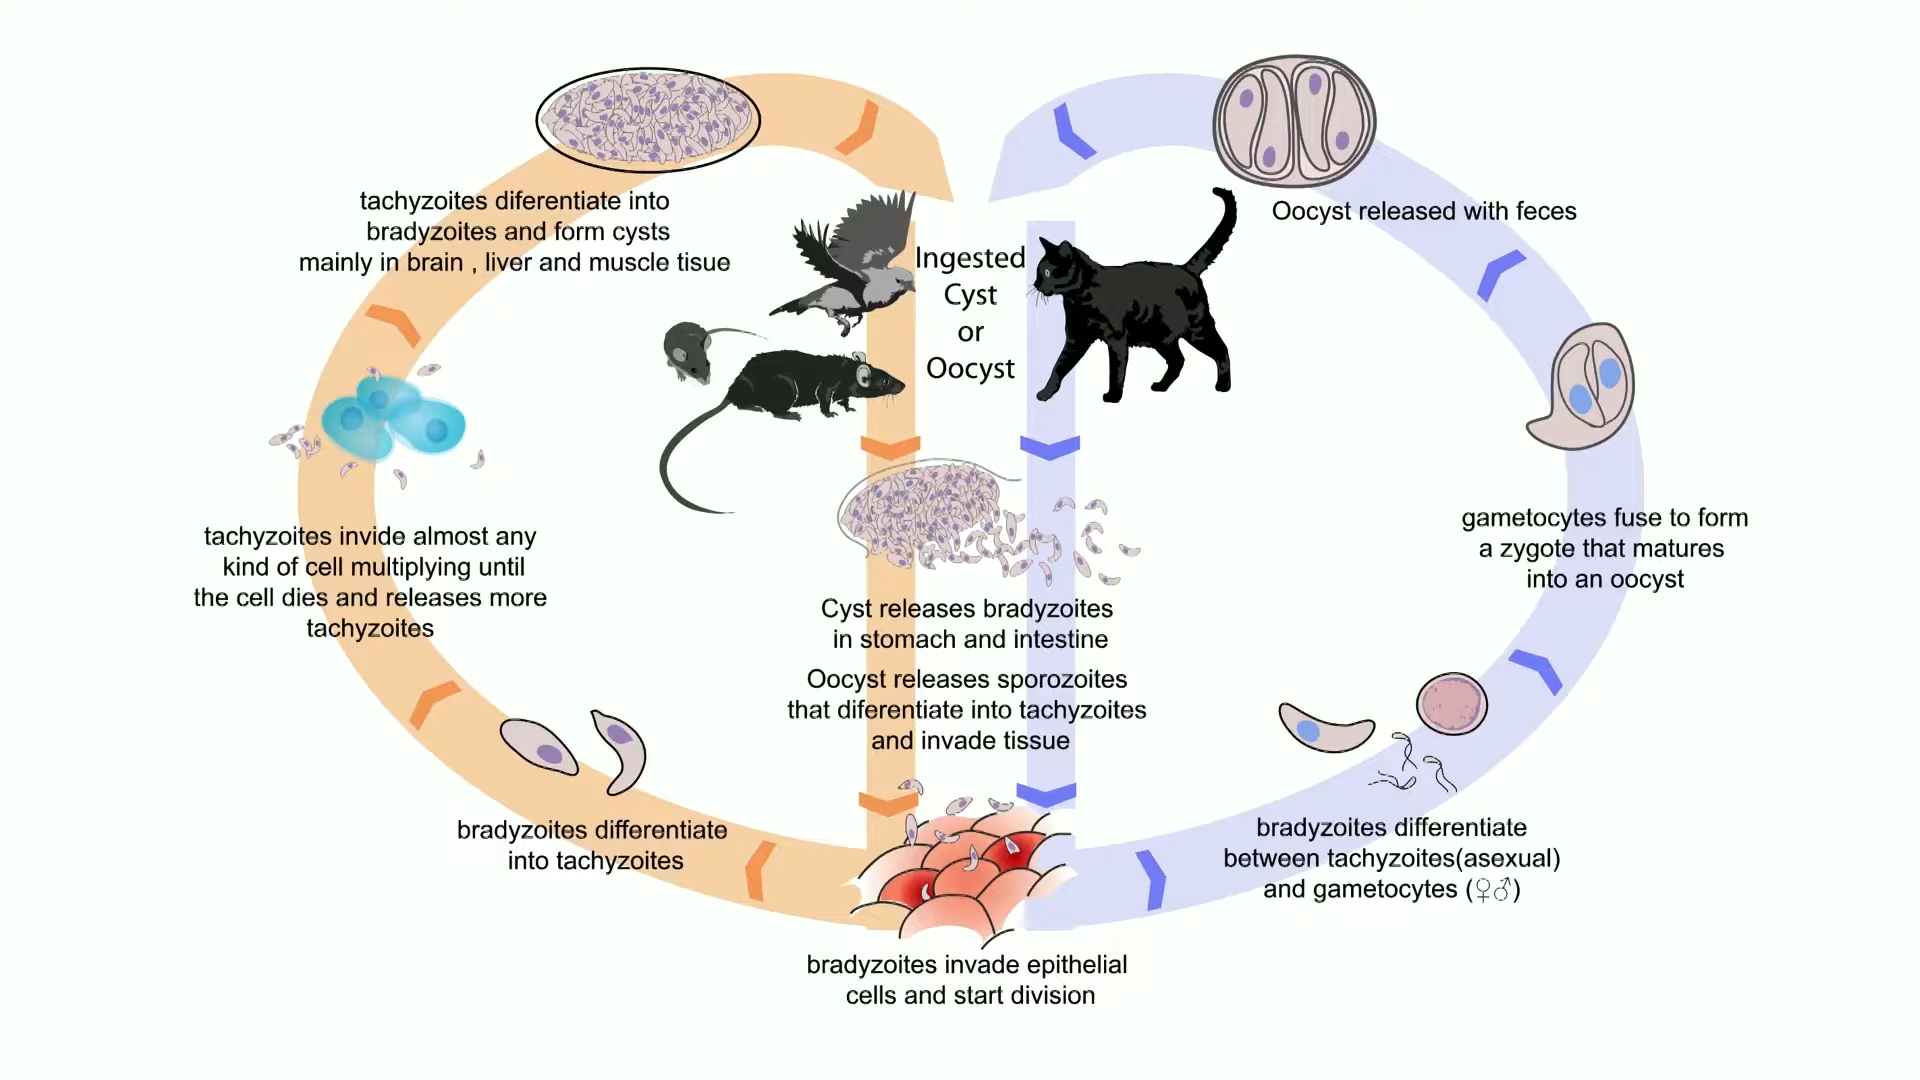 tachyzoites diferentiate into
bradyzoites and form cysts
mainly in brain , liver and muscle tisue
Ingested
Cyst
or
Oocyst
Oocyst released with feces
tachyzoites invide almost any
kind of cell multiplying until
the cell dies and releases more
tachyzoites
gametocytes fuse to form
a zygote that matures
into an oocyst
Cyst releases bradyzoites
in stomach and intestine
Oocyst releases sporozoites
that diferentiate into tachyzoites
and invade tissue
bradyzoites differentiate
into tachyzoites
bradyzoites differentiate
between tachyzoites(asexual)
and gametocytes (♀♂)
bradyzoites invade epithelial
cells and start division